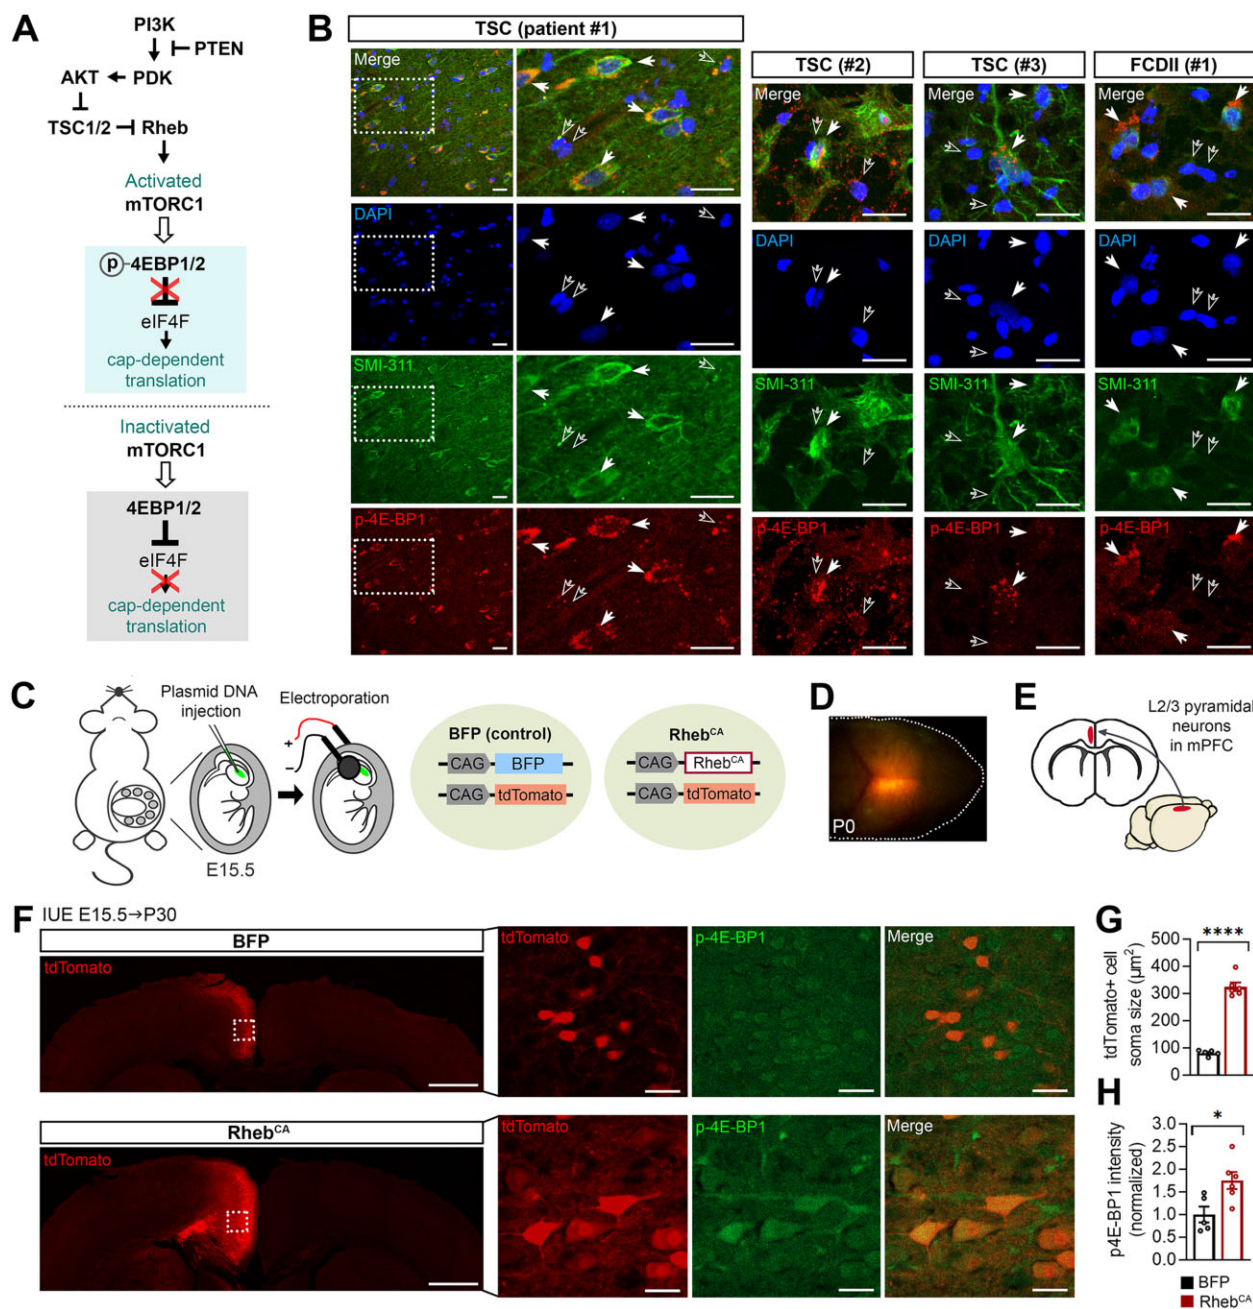 A
PI3K
PTEN
AKT
PDK
TSC1/2
Rheb
Activated
mTORC1
p
4EBP1/2
eIF4F
cap-dependent
translation
Inactivated
mTORC1
4EBP1/2
eIF4F
cap-dependent
translation
B
TSC (patient #1)
TSC (#2)
TSC (#3)
FCDII (#1)
Merge
Merge
Merge
Merge
DAPI
DAPI
DAPI
DAPI
SMI-311
SMI-311
SMI-311
SMI-311
p-4E-BP1
p-4E-BP1
p-4E-BP1
p-4E-BP1
C
Plasmid DNA
injection
Electroporation
+
−
E15.5
BFP (control)
CAG
BFP
CAG
tdTomato
Rheb^CA
CAG
Rheb^CA
CAG
tdTomato
D
P0
E
L2/3 pyramidal
neurons
in mPFC
F
IUE E15.5→P30
BFP
tdTomato
tdTomato
p-4E-BP1
Merge
Rheb^CA
tdTomato
tdTomato
p-4E-BP1
Merge
G
****
tdTomato+ cell
soma size (µm²)
500
400
300
200
100
0
H
*
p4E-BP1 intensity
(normalized)
3.0
2.5
2.0
1.5
1.0
0.5
0.0
BFP
Rheb^CA